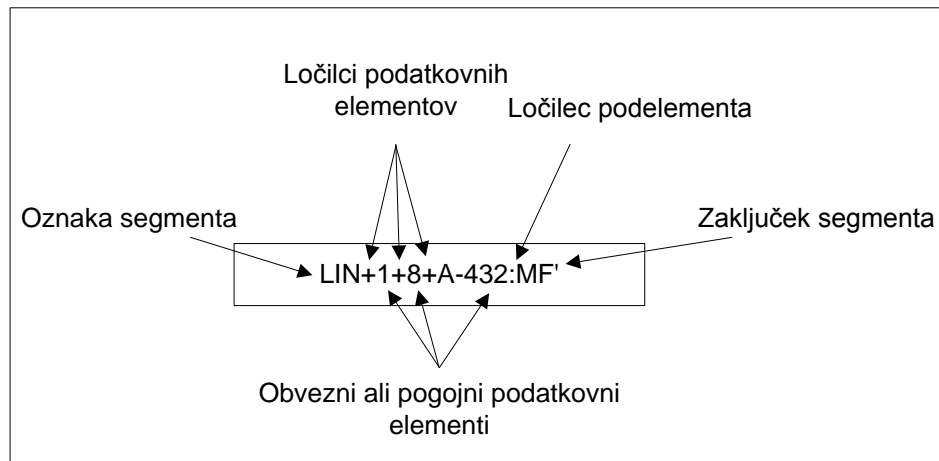 Ločilci podatkovnih
elementov
Ločilec podelementa
Oznaka segmenta
Zaključek segmenta
LIN+1+8+A-432:MF'
Obvezni ali pogojni podatkovni
elementi